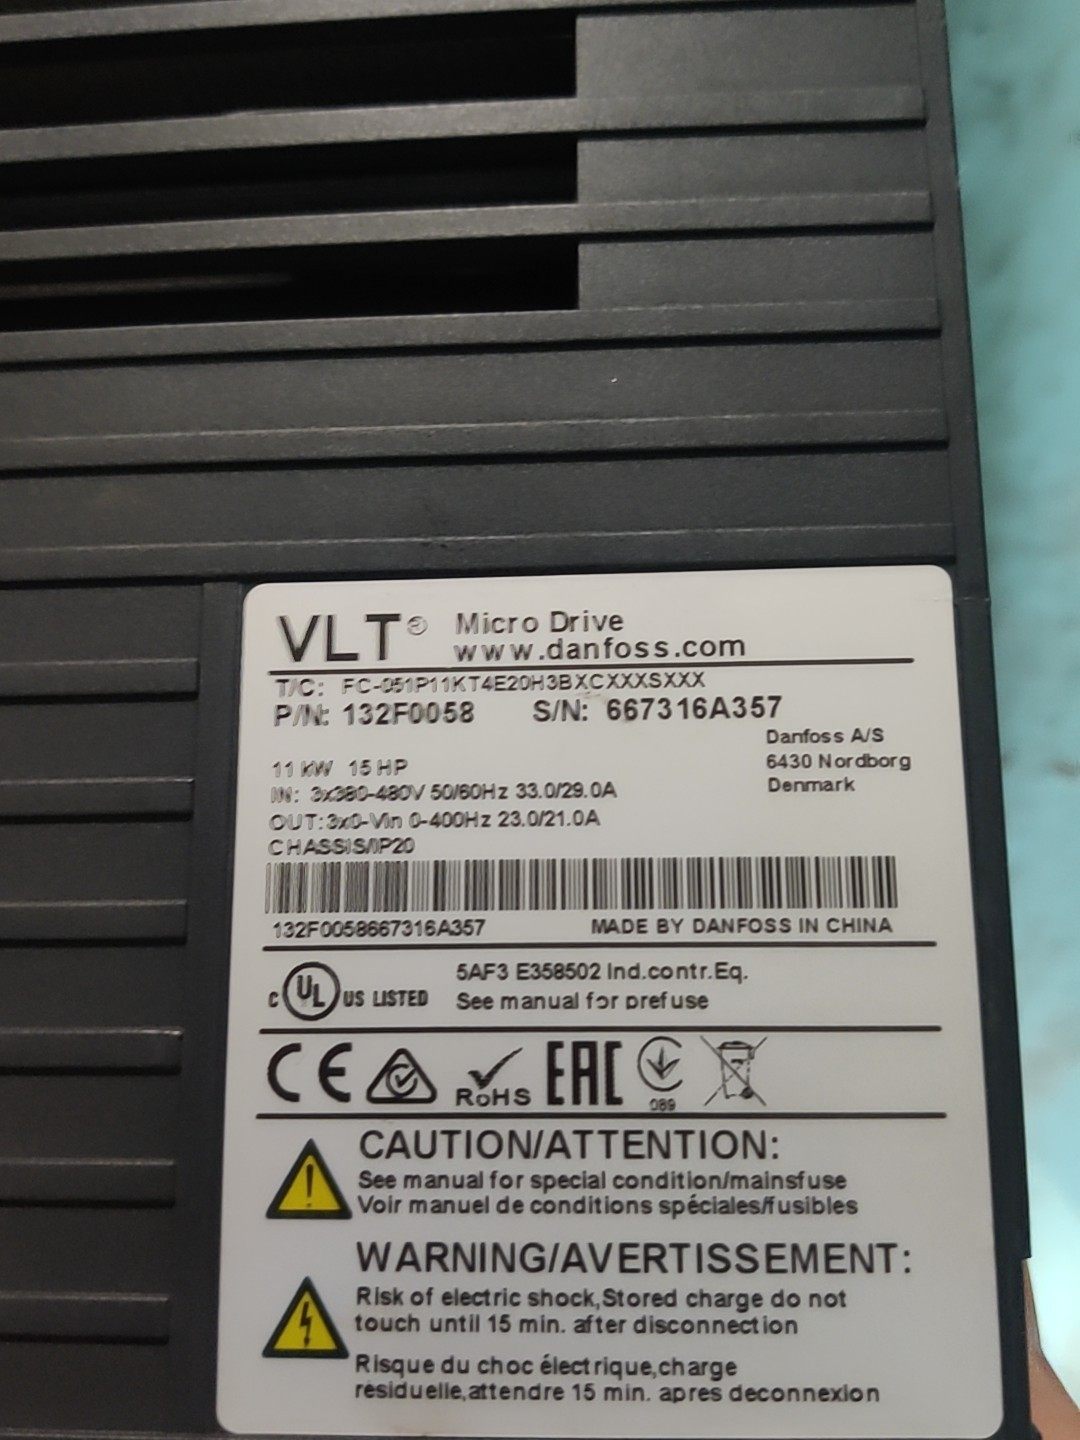 VLT® Micro Drive
www.danfoss.com
T/C: FC-051P11KT4E20H3BXCXXXSXXX
P/N: 132F0058 S/N: 667316A357
Danfoss A/S
6430 Nordborg
Denmark
11 kW 15 HP
IN: 3x380-480V 50/60Hz 33.0/29.0A
OUT:3x0-Vin 0-400Hz 23.0/21.0A
CHASSIS/IP20
132F0058667316A357 MADE BY DANFOSS IN CHINA
C UL US LISTED
5AF3 E358502 Ind.contr.Eq.
See manual for prefuse
CE RoHS EAC
089
CAUTION/ATTENTION:
See manual for special condition/mainsfuse
Voir manuel de conditions spéciales/fusibles
WARNING/AVERTISSEMENT:
Risk of electric shock,Stored charge do not
touch until 15 min. after disconnection
Risque du choc électrique,charge
résiduelle,attendre 15 min. apres deconnexion